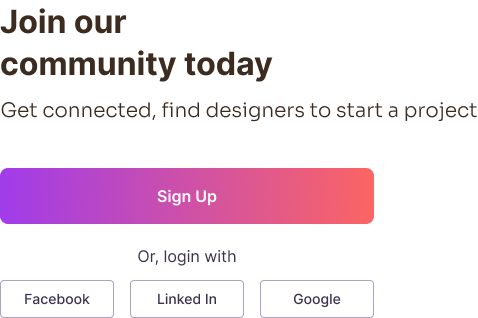 Join our
community today
Get connected, find designers to start a project
Sign Up
Or, login with
Facebook
Linked In
Google